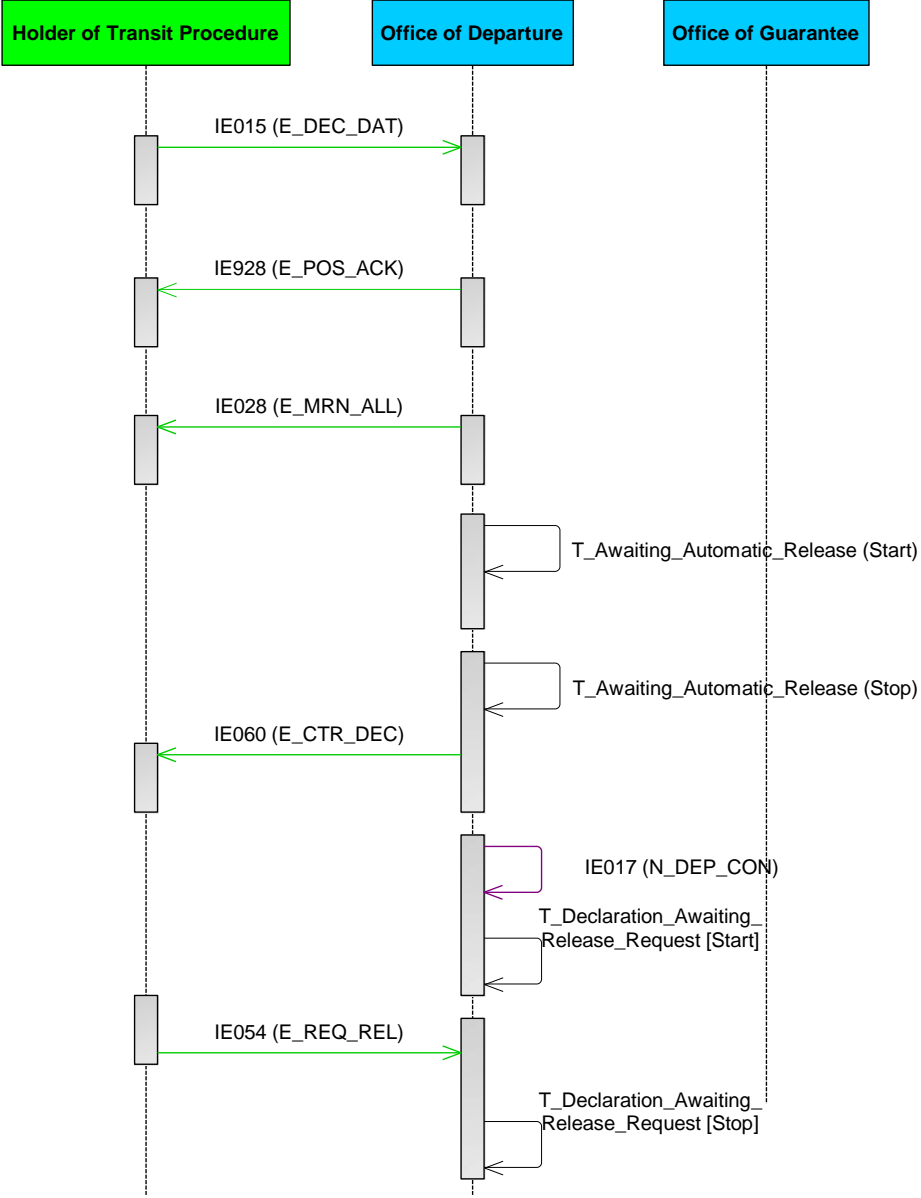 Holder of Transit Procedure
Office of Departure
Office of Guarantee
IE015 (E_DEC_DAT)
IE928 (E_POS_ACK)
IE028 (E_MRN_ALL)
T_Awaiting_Automatic_Release (Start)
T_Awaiting_Automatic_Release (Stop)
IE060 (E_CTR_DEC)
IE017 (N_DEP_CON)
T_Declaration_Awaiting_
Release_Request [Start]
IE054 (E_REQ_REL)
T_Declaration_Awaiting_
Release_Request [Stop]